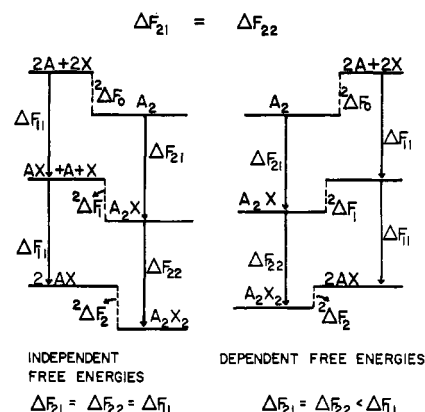 ΔF₂₁ = ΔF₂₂
2A+2X
²ΔF₀
A₂
ΔF₁₁
ΔF₂₁
AX +A+X
²ΔF₁
A₂X
ΔF₁₁
ΔF₂₂
2 AX
²ΔF₂
A₂X₂
INDEPENDENT
FREE ENERGIES
ΔF₂₁ = ΔF₂₂ = ΔF₁₁
2A+2X
A₂
²ΔF₀
ΔF₂₁
ΔF₁₁
A₂X
²ΔF₁
ΔF₂₂
ΔF₁₁
A₂X₂
2AX
²ΔF₂
DEPENDENT FREE ENERGIES
ΔF₂₁ = ΔF₂₂ < ΔF₁₁